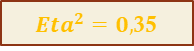 Eta² = 0,35